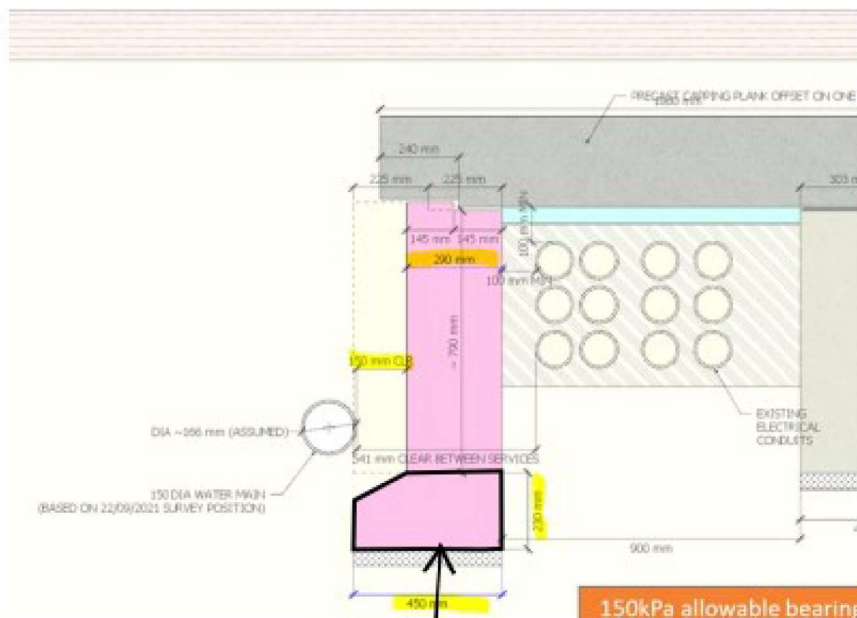 PRECAST CAPPING PLANK OFFSET ON ONE
1800 mm
240 mm
225 mm
225 mm
303 m
145 mm
145 mm
100 mm MIN
290 mm
100 mm MIN
~ 790 mm
150 mm CLR
DIA ~166 mm (ASSUMED)
EXISTING
ELECTRICAL
CONDUITS
541 mm CLEAR BETWEEN SERVICES
150 DIA WATER MAIN
(BASED ON 22/09/2021 SURVEY POSITION)
230 mm
900 mm
450 mm
150kPa allowable bearing